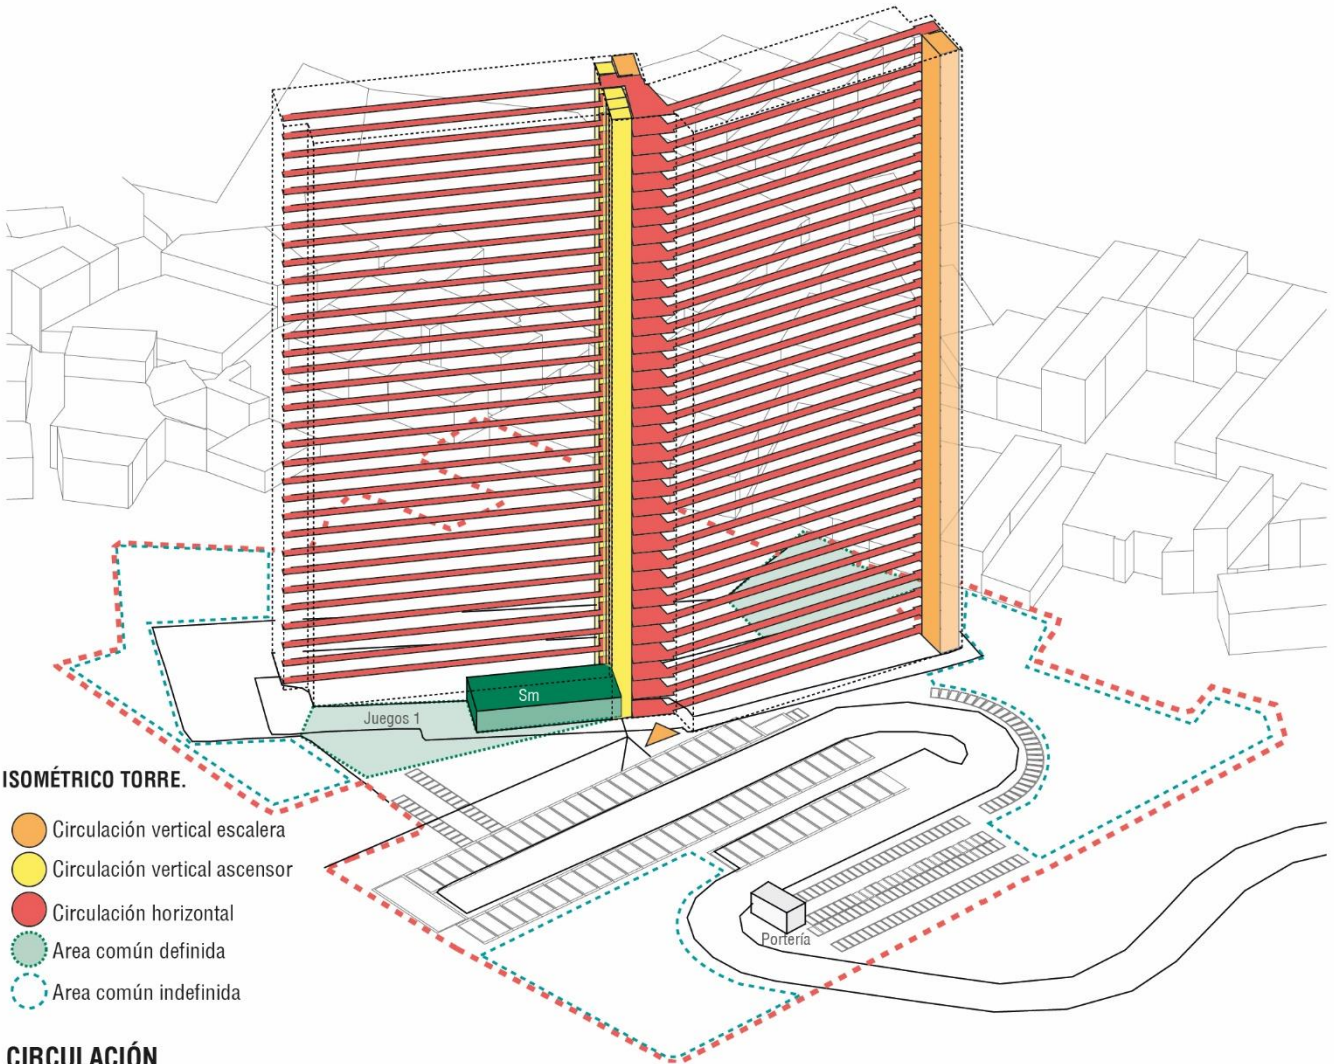 Sm
Juegos 1
Portería
ISOMÉTRICO TORRE.
Circulación vertical escalera
Circulación vertical ascensor
Circulación horizontal
Area común definida
Area común indefinida
CIRCULACIÓN